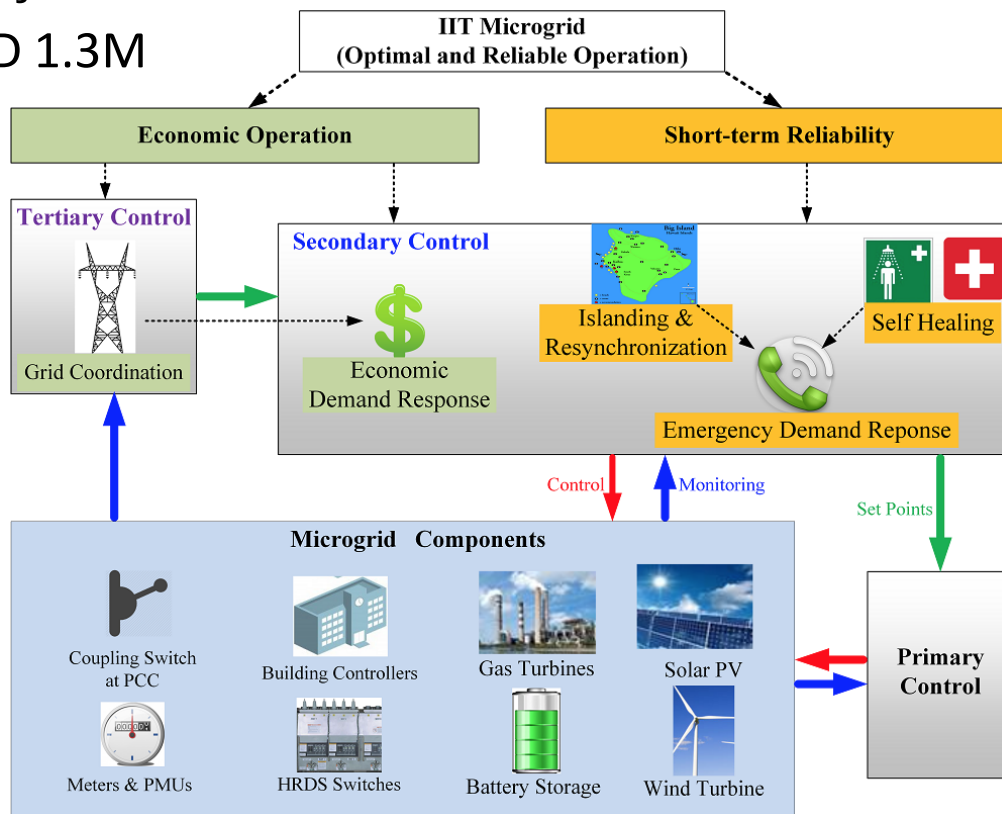 D 1.3M
IIT Microgrid
(Optimal and Reliable Operation)
Economic Operation
Short-term Reliability
Tertiary Control
Grid Coordination
Secondary Control
Economic
Demand Response
Big Island
Islanding &
Resynchronization
Self Healing
Emergency Demand Reponse
Control
Monitoring
Set Points
Microgrid Components
Coupling Switch
at PCC
Building Controllers
Gas Turbines
Solar PV
Meters & PMUs
HRDS Switches
Battery Storage
Wind Turbine
Primary
Control